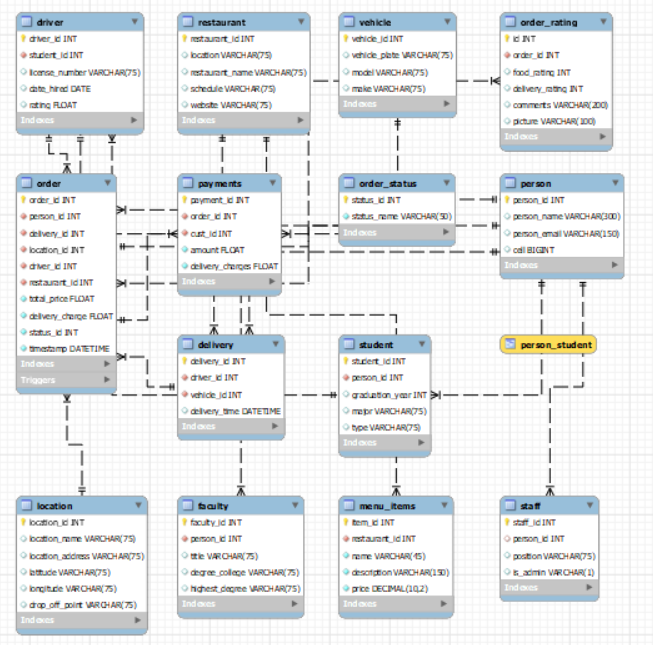 driver
driver_id INT
student_id INT
license_number VARCHAR(75)
date_hired DATE
rating FLOAT
Indexes
restaurant
restaurant_id INT
location VARCHAR(75)
restaurant_name VARCHAR(75)
schedule VARCHAR(75)
website VARCHAR(75)
Indexes
vehicle
vehicle_id INT
vehicle_plate VARCHAR(75)
model VARCHAR(75)
make VARCHAR(75)
Indexes
order_rating
id INT
order_id INT
food_rating INT
delivery_rating INT
comments VARCHAR(200)
picture VARCHAR(100)
Indexes
order
order_id INT
person_id INT
delivery_id INT
location_id INT
driver_id INT
restaurant_id INT
total_price FLOAT
delivery_charge FLOAT
status_id INT
timestamp DATETIME
Indexes
Triggers
payments
payment_id INT
order_id INT
cust_id INT
amount FLOAT
delivery_charges FLOAT
Indexes
order_status
status_id INT
status_name VARCHAR(50)
Indexes
person
person_id INT
person_name VARCHAR(300)
person_email VARCHAR(150)
cell BIGINT
Indexes
delivery
delivery_id INT
driver_id INT
vehicle_id INT
delivery_time DATETIME
Indexes
student
student_id INT
person_id INT
graduation_year INT
major VARCHAR(75)
type VARCHAR(75)
Indexes
person_student
location
location_id INT
location_name VARCHAR(75)
location_address VARCHAR(75)
latitude VARCHAR(75)
longitude VARCHAR(75)
drop_off_point VARCHAR(75)
Indexes
faculty
faculty_id INT
person_id INT
title VARCHAR(75)
degree_college VARCHAR(75)
highest_degree VARCHAR(75)
Indexes
menu_items
item_id INT
restaurant_id INT
name VARCHAR(45)
description VARCHAR(150)
price DECIMAL(10,2)
Indexes
staff
staff_id INT
person_id INT
position VARCHAR(75)
is_admin VARCHAR(1)
Indexes